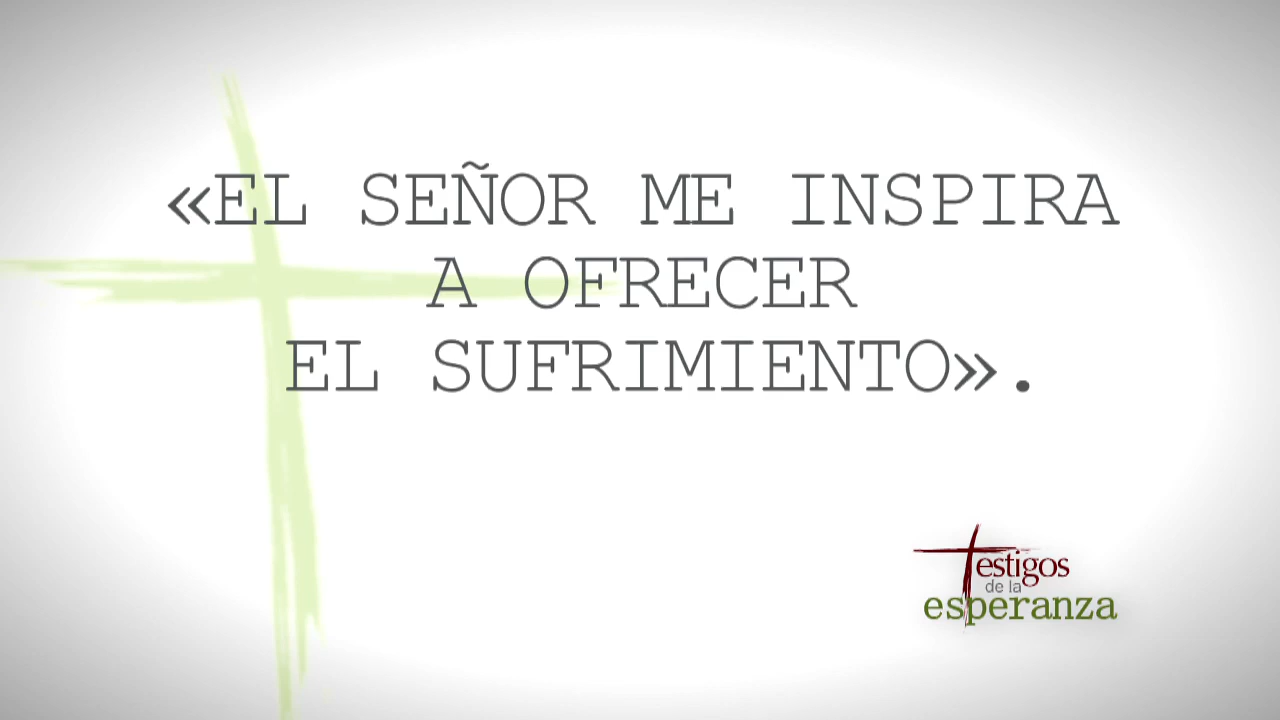 «EL SEÑOR ME INSPIRA
A OFRECER
EL SUFRIMIENTO».
Testigos
de la
esperanza